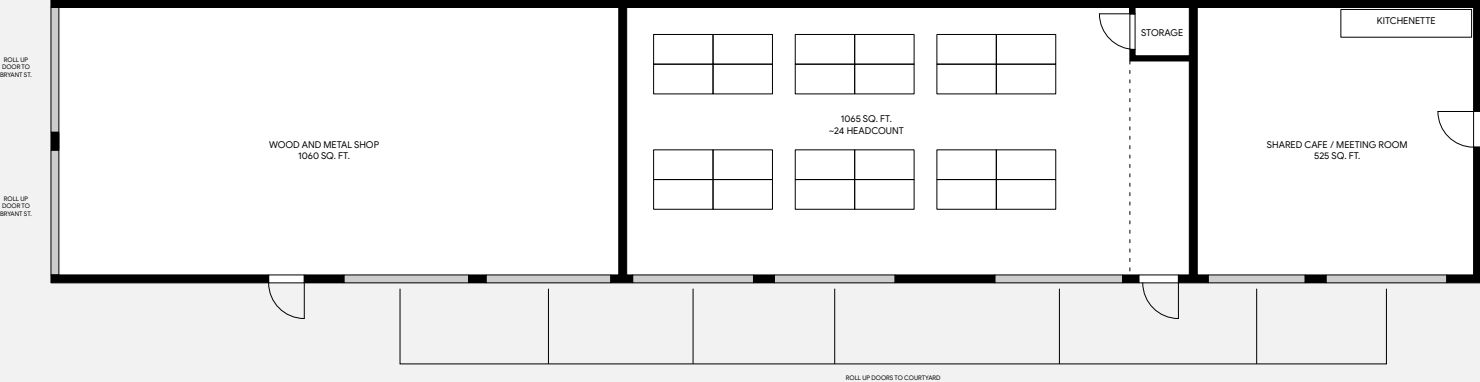 KITCHENETTE
STORAGE
ROLL UP
DOOR TO
BRYANT ST.
1065 SQ. FT.
~24 HEADCOUNT
WOOD AND METAL SHOP
1060 SQ. FT.
SHARED CAFE / MEETING ROOM
525 SQ. FT.
ROLL UP
DOOR TO
BRYANT ST.
ROLL UP DOORS TO COURTYARD